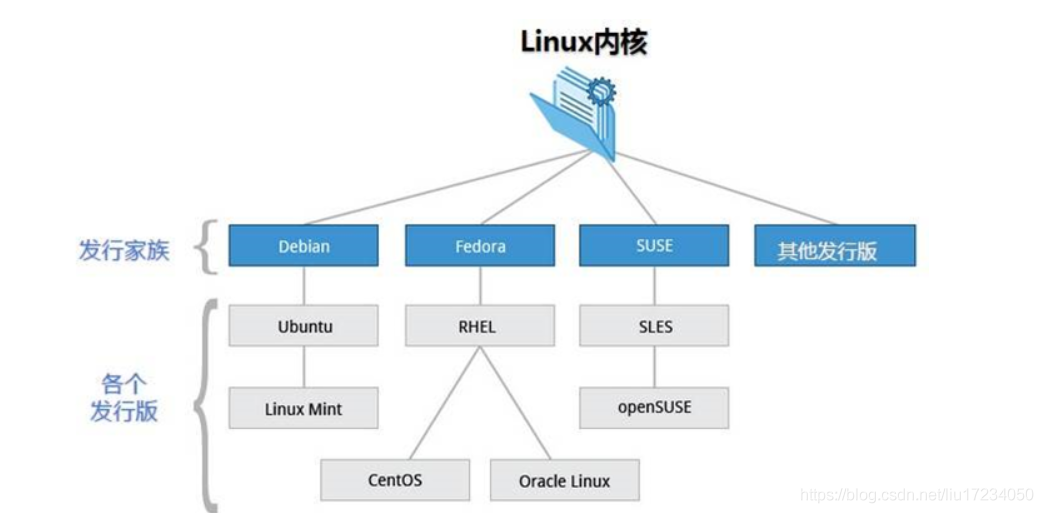 Linux内核
发行家族
Debian
Fedora
SUSE
其他发行版
各个
发行版
Ubuntu
RHEL
SLES
Linux Mint
openSUSE
CentOS
Oracle Linux
https://blog.csdn.net/liu17234050